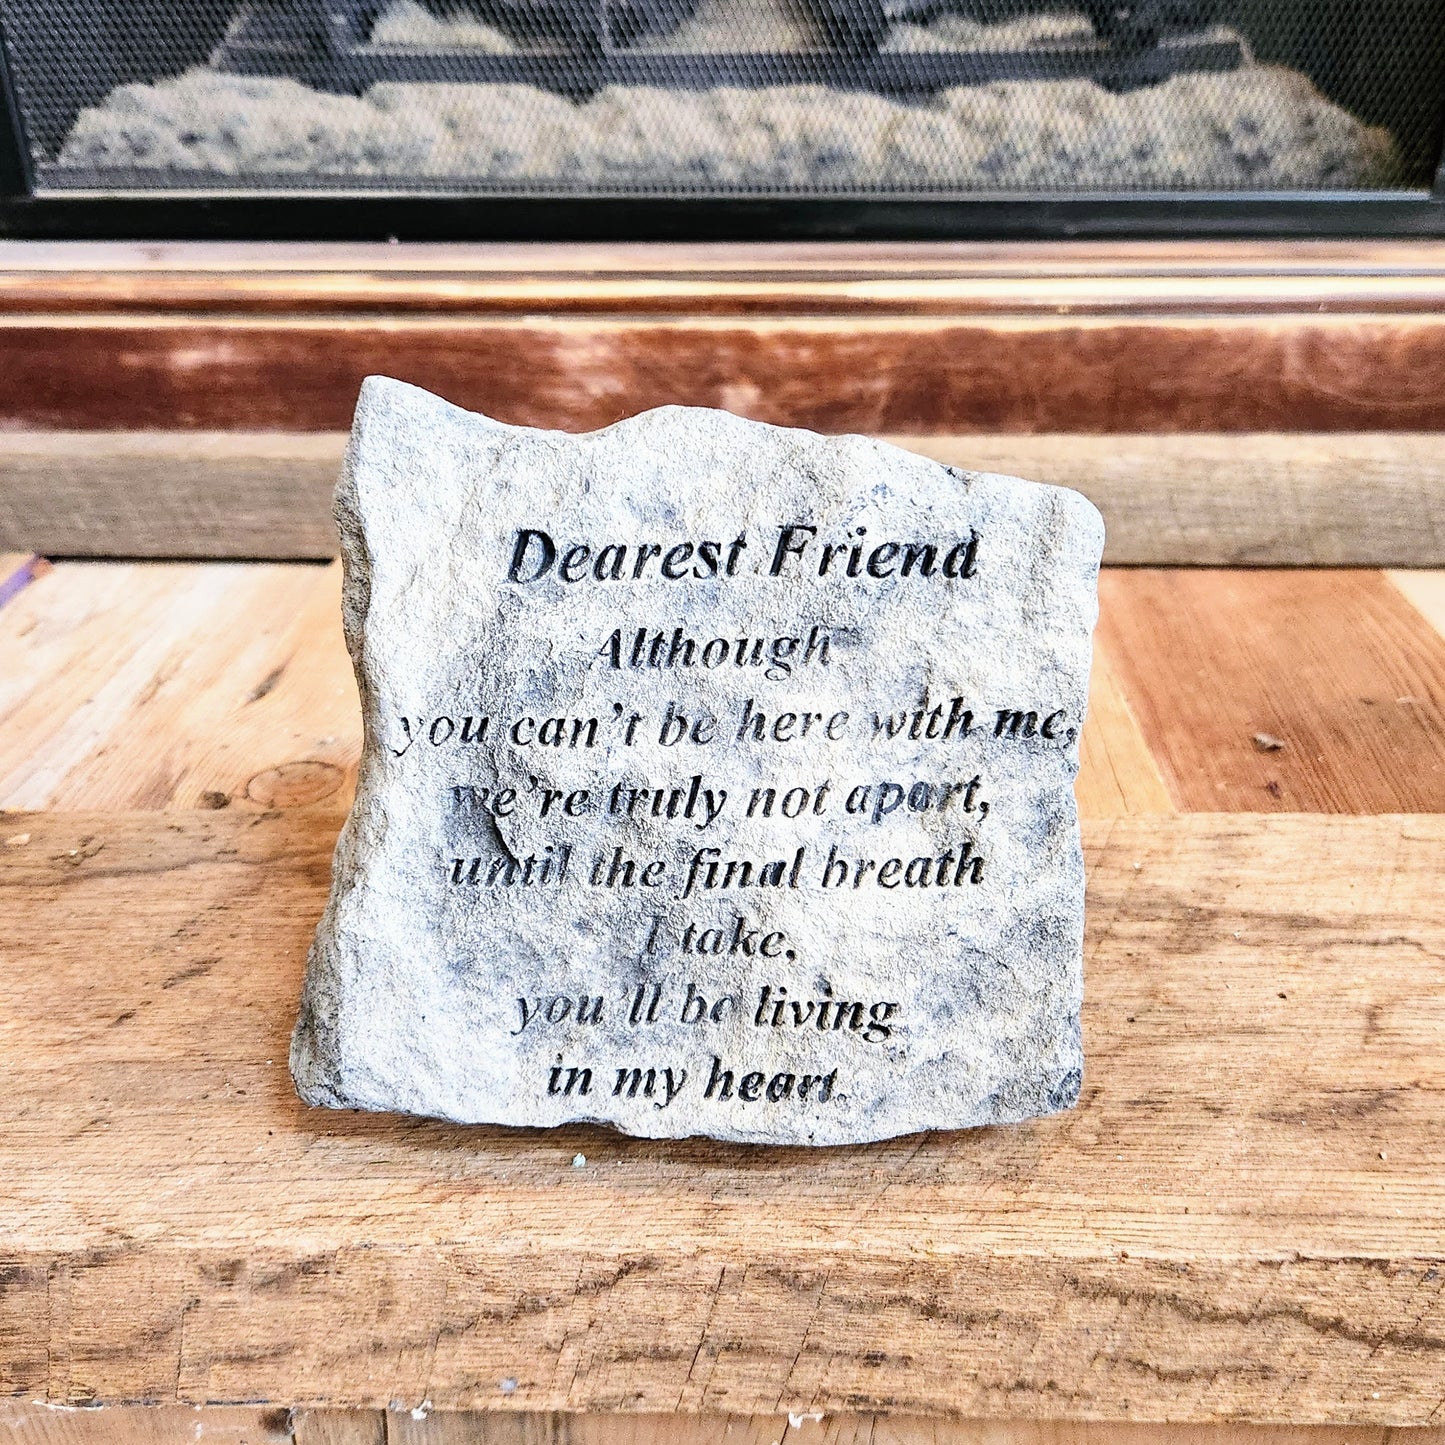 Dearest Friend
Although
you can't be here with me,
we're truly not apart,
until the final breath
I take,
you'll be living
in my heart.